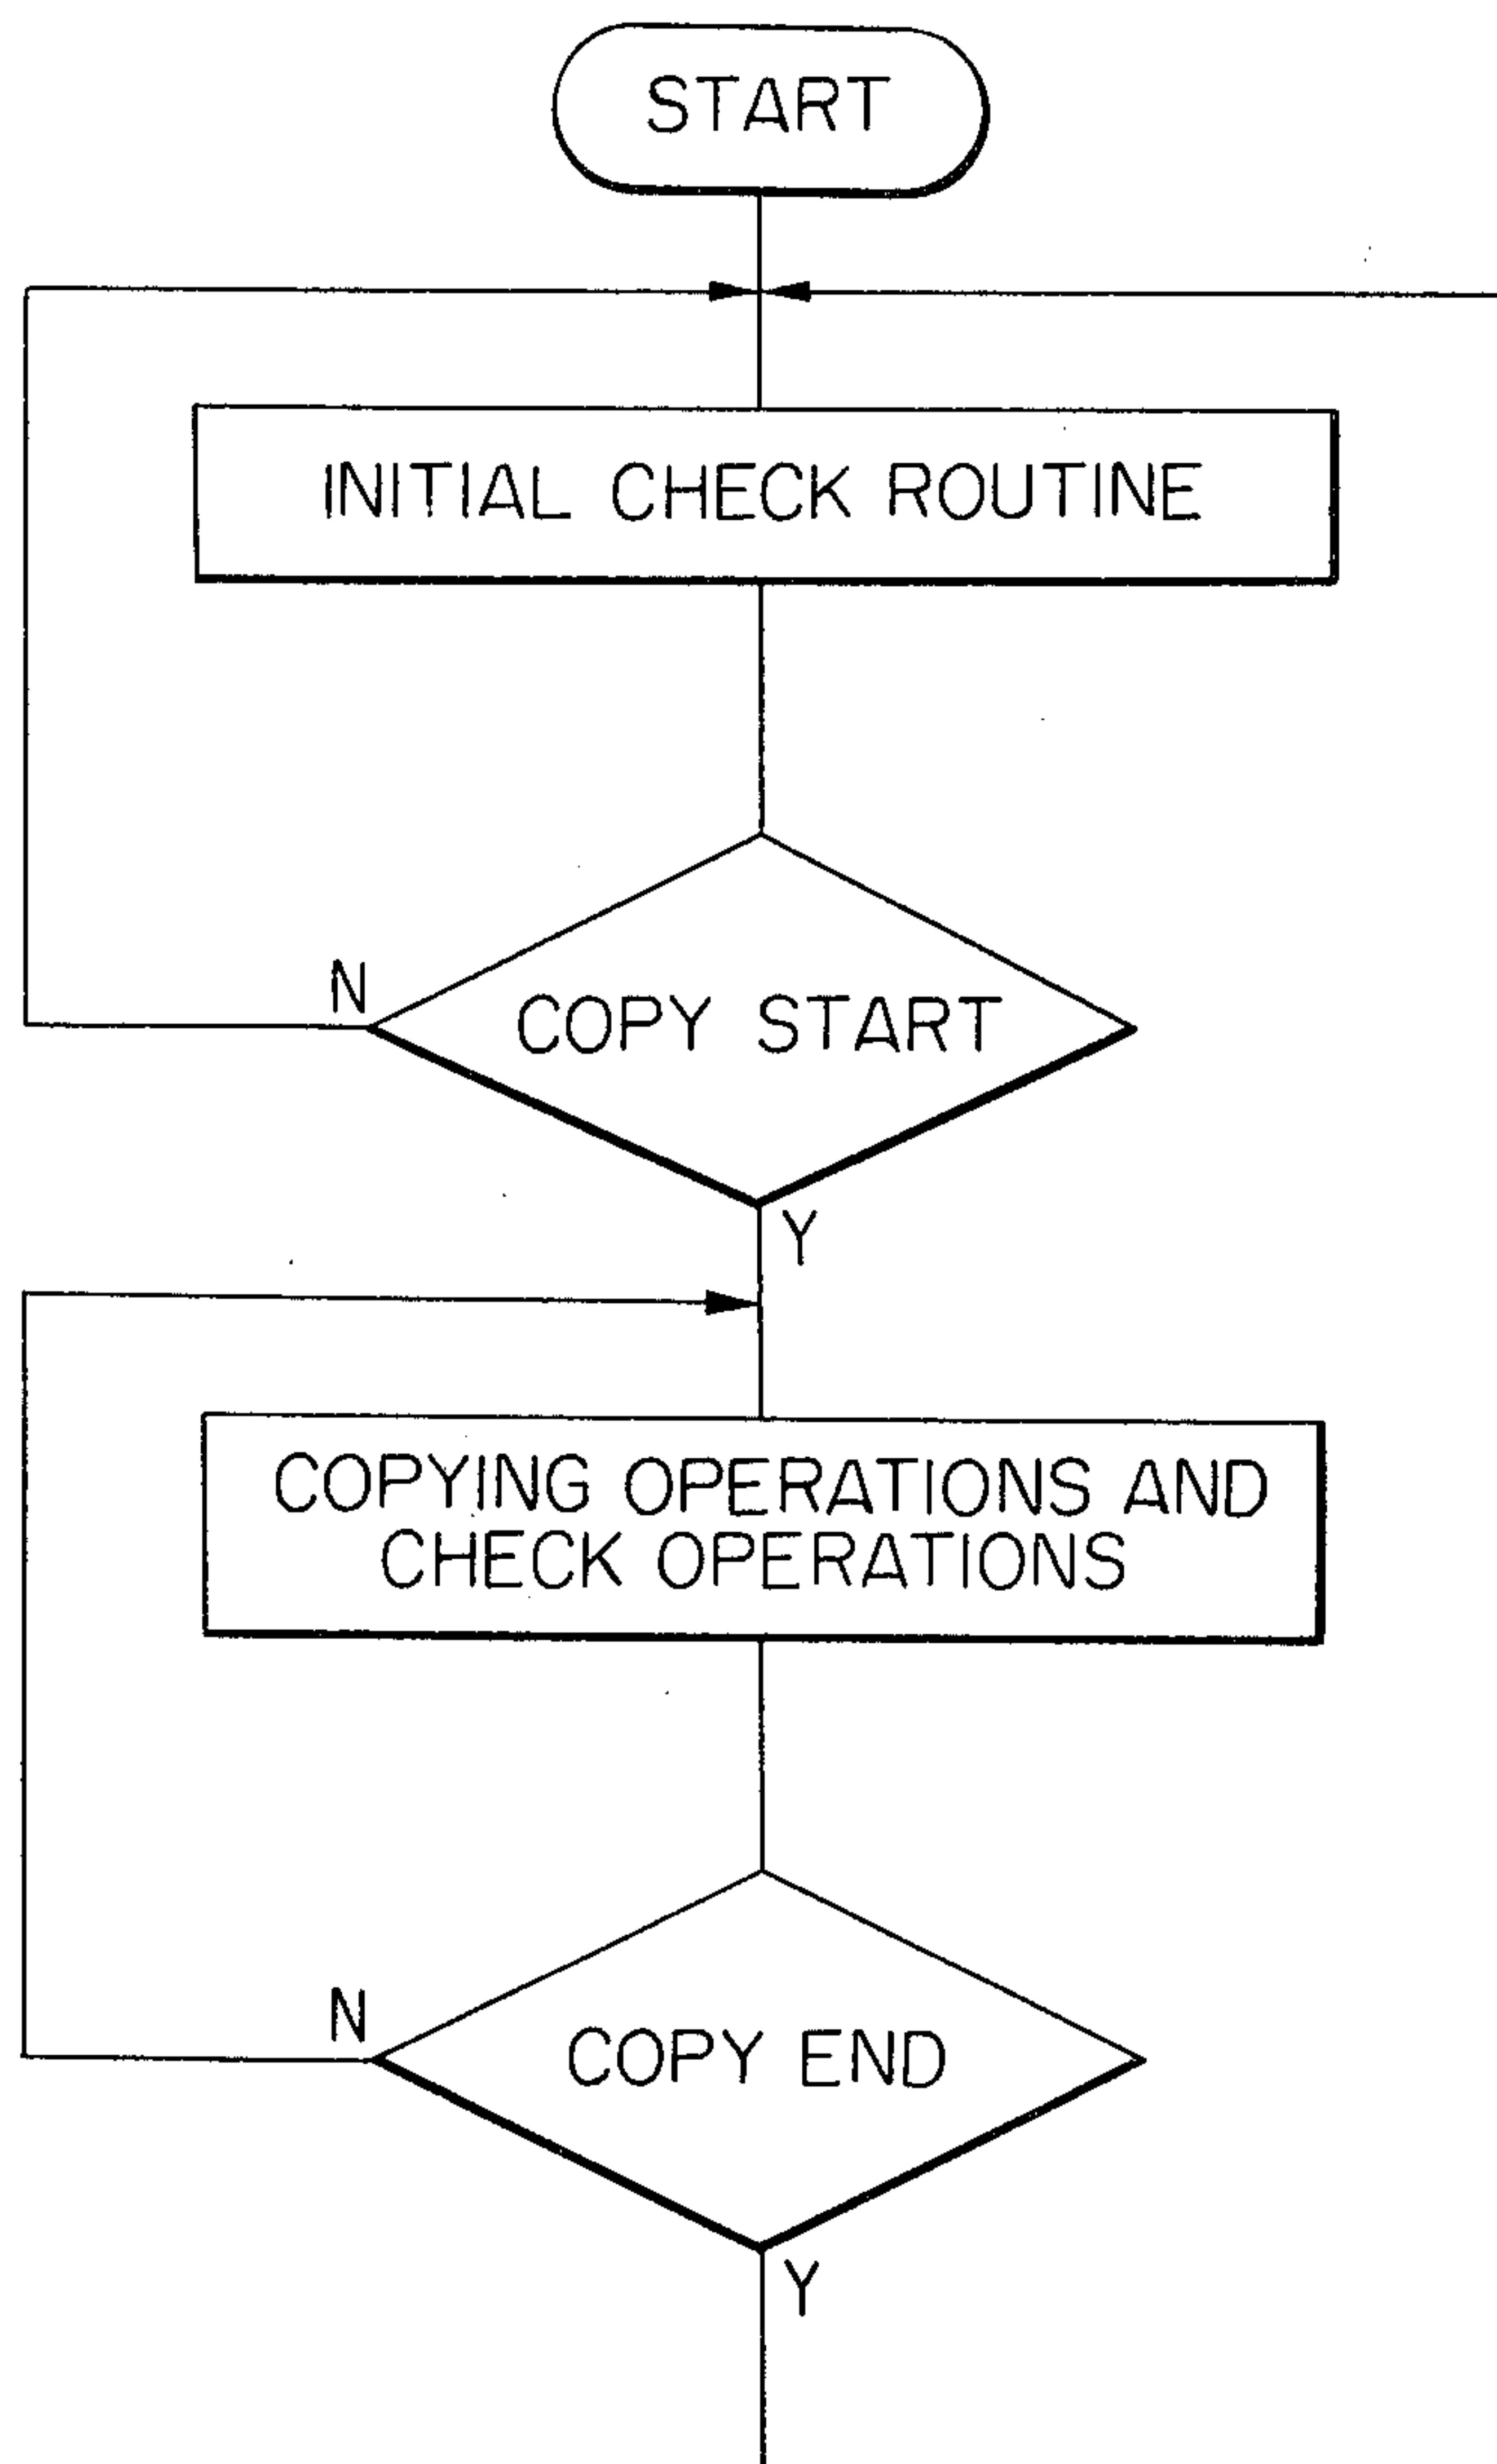 START
INITIAL CHECK ROUTINE
N
COPY START
Y
COPYING OPERATIONS AND
CHECK OPERATIONS
N
COPY END
Y